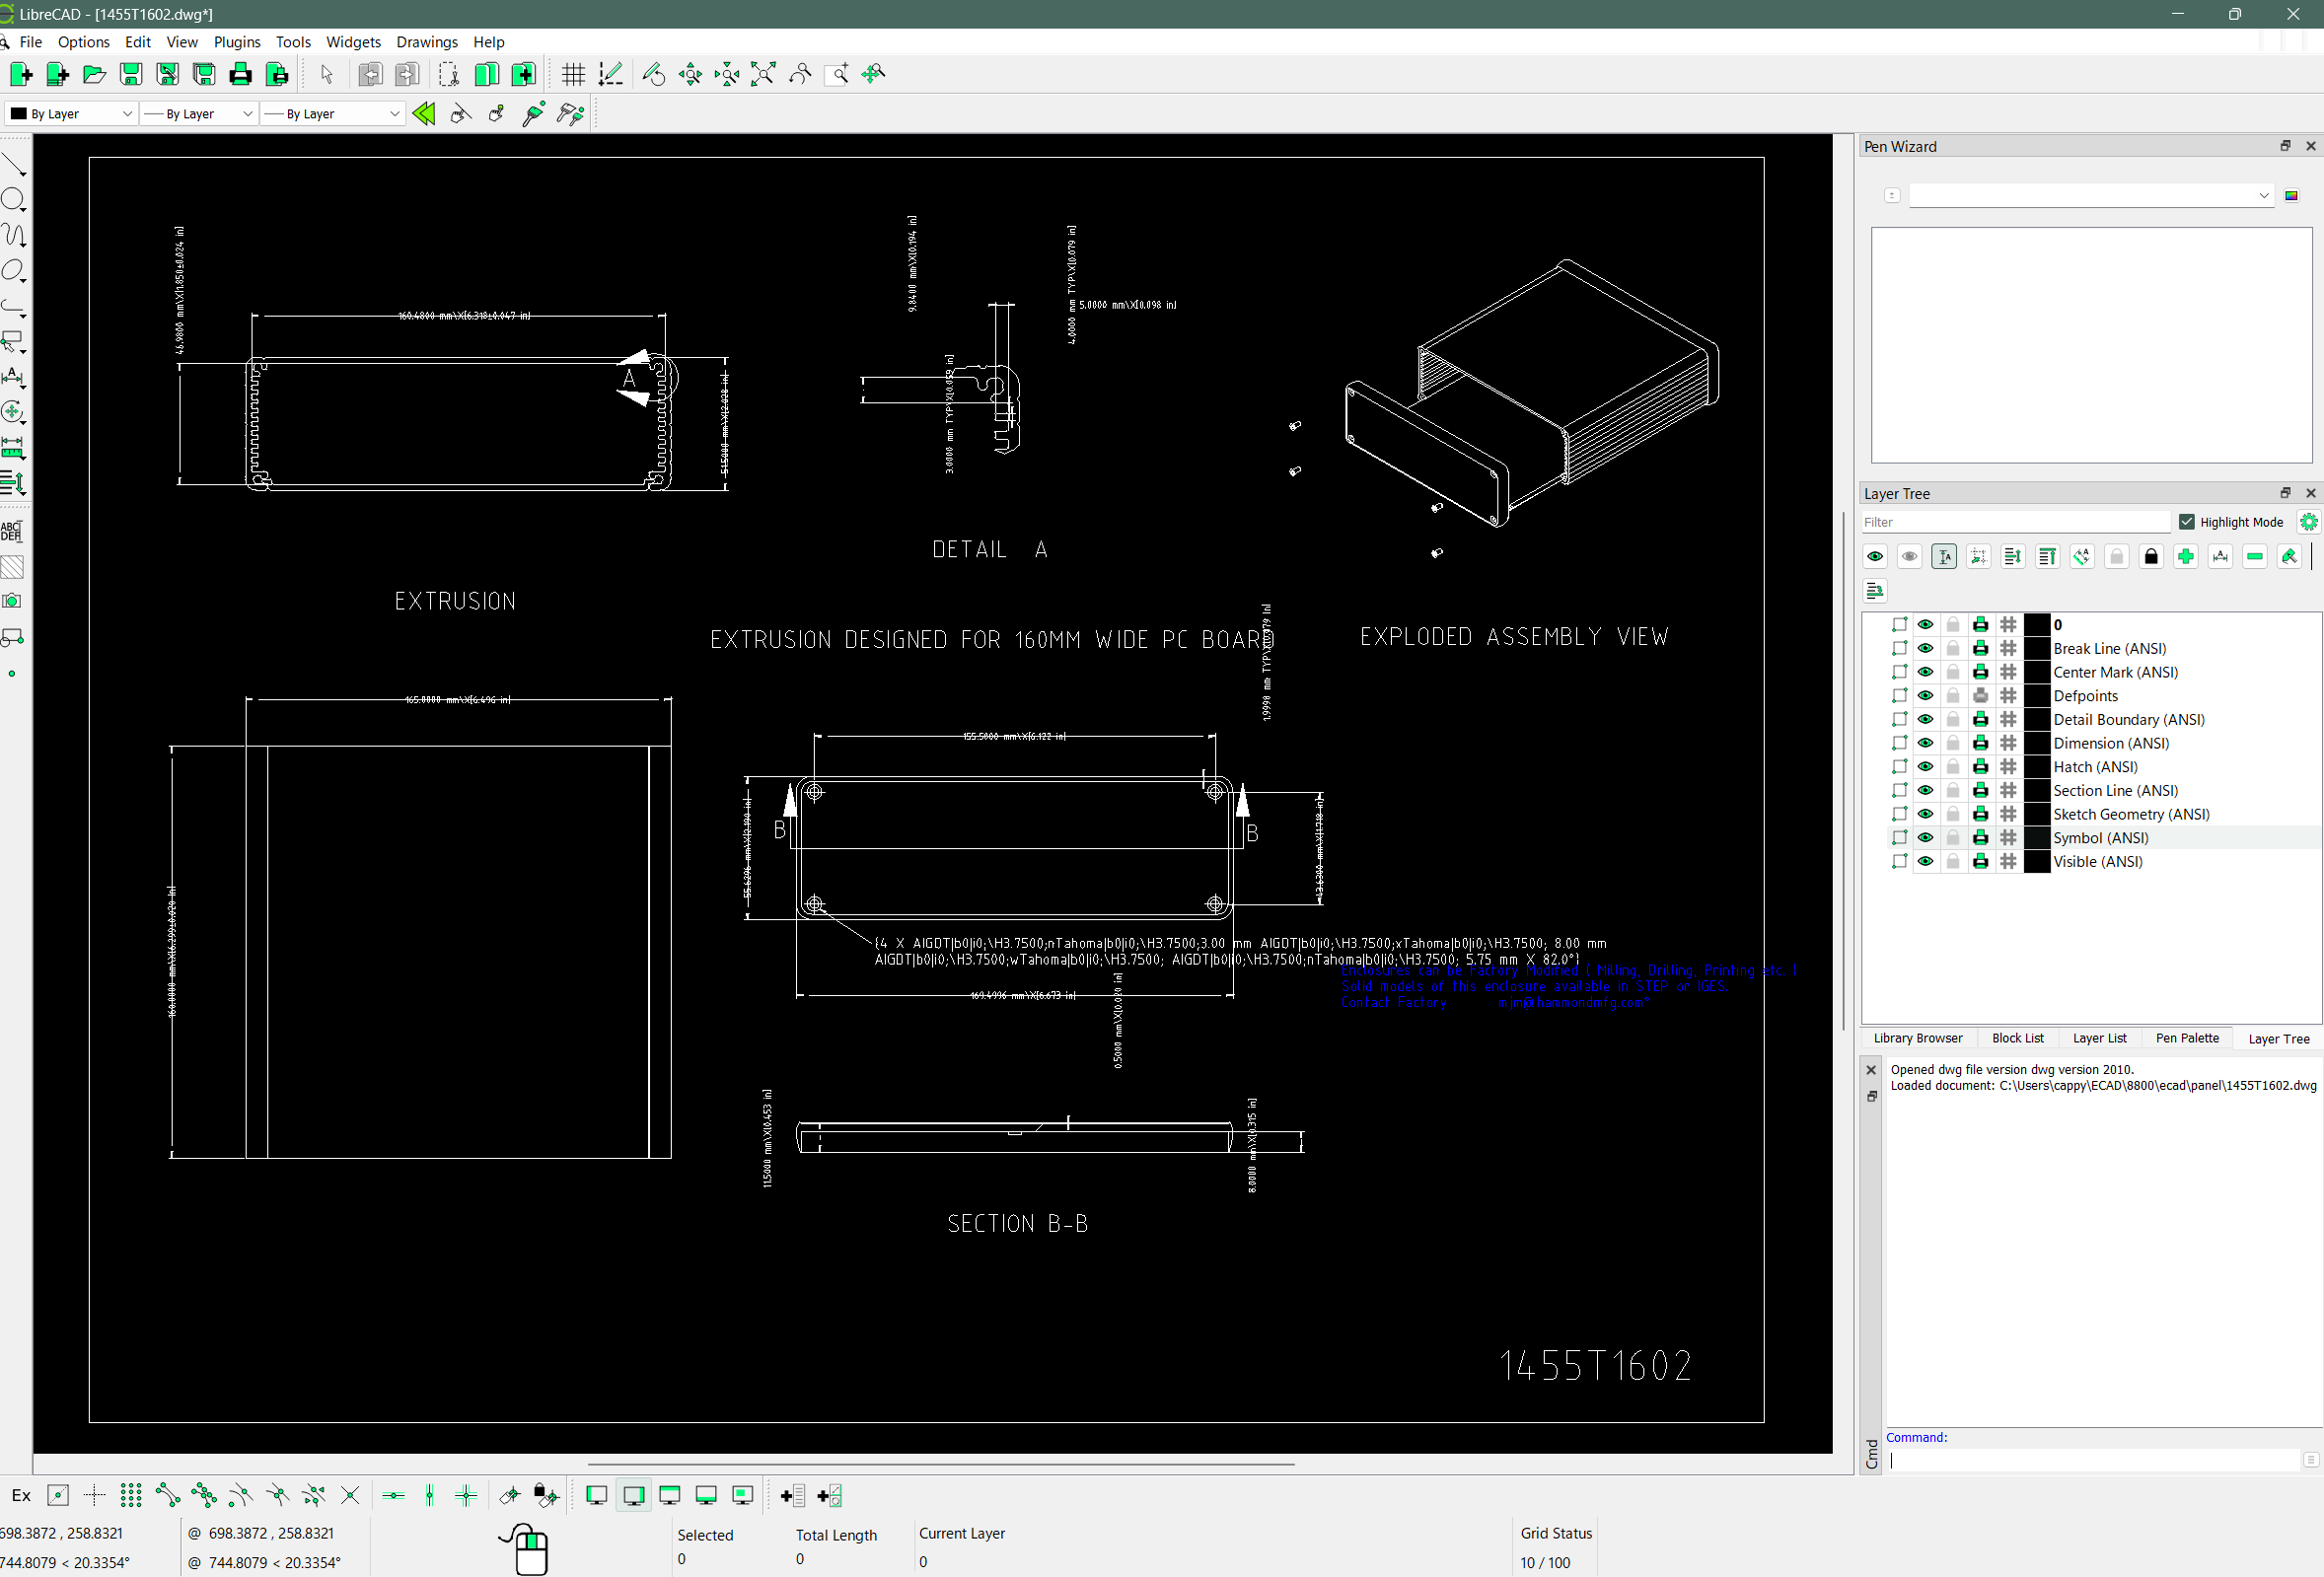 LibreCAD - [1455T1602.dwg*]
File Options Edit View Plugins Tools Widgets Drawings Help
By Layer By Layer By Layer
Pen Wizard
46.9800 mm\X[1.850±0.024 in]
160.4800 mm\X[6.318±0.047 in]
51.5000 mm\X[2.028 in]
A
9.8400 mm\X[0.194 in]
4.0000 mm TYP\X[0.079 in]
5.0000 mm\X[0.098 in]
3.0000 mm TYP\X[0.059 in]
DETAIL A
EXTRUSION
EXTRUSION DESIGNED FOR 160MM WIDE PC BOARD
EXPLODED ASSEMBLY VIEW
1.9998 mm TYP\X[0.079 in]
165.0000 mm\X[6.496 in]
160.0000 mm\X[6.299±0.020 in]
155.5000 mm\X[6.122 in]
55.6296 mm\X[2.190 in]
43.6300 mm\X[1.718 in]
B
B
{4 X AIGDT|b0|i0;\H3.7500;nTahoma|b0|i0;\H3.7500;3.00 mm AIGDT|b0|i0;\H3.7500;xTahoma|b0|i0;\H3.7500; 8.00 mm
AIGDT|b0|i0;\H3.7500;wTahoma|b0|i0;\H3.7500; AIGDT|b0|i0;\H3.7500;nTahoma|b0|i0;\H3.7500; 5.75 mm X 82.0°}
Enclosures can be Factory Modified ( Milling, Drilling, Printing etc. )
Solid models of this enclosure available in STEP or IGES.
Contact Factory mjm@hammondmfg.com°
169.4996 mm\X[6.673 in]
0.5000 mm\X[0.020 in]
11.5000 mm\X[0.453 in]
8.0000 mm\X[0.315 in]
SECTION B-B
1455T1602
Layer Tree
Filter
Highlight Mode
0
Break Line (ANSI)
Center Mark (ANSI)
Defpoints
Detail Boundary (ANSI)
Dimension (ANSI)
Hatch (ANSI)
Section Line (ANSI)
Sketch Geometry (ANSI)
Symbol (ANSI)
Visible (ANSI)
Library Browser Block List Layer List Pen Palette Layer Tree
Opened dwg file version dwg version 2010.
Loaded document: C:\Users\cappy\ECAD\8800\ecad\panel\1455T1602.dwg
Cmd
Command:
ABC
DEF
Ex
698.3872 , 258.8321 @ 698.3872 , 258.8321
744.8079 < 20.3354° @ 744.8079 < 20.3354°
Selected Total Length Current Layer Grid Status
0 0 0 10 / 100